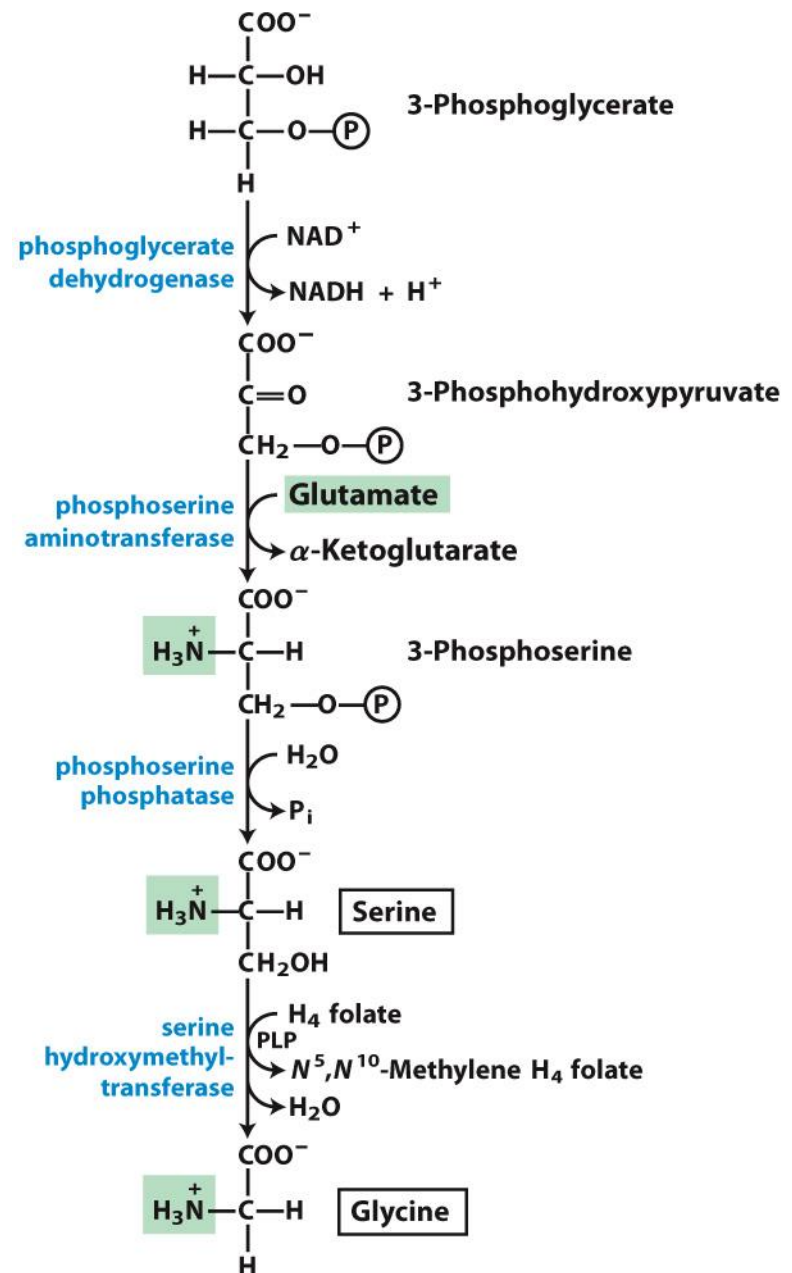 COO⁻
H—C—OH
3-Phosphoglycerate
H—C—O—P
H
phosphoglycerate
dehydrogenase
NAD⁺
NADH + H⁺
COO⁻
C=O
3-Phosphohydroxypyruvate
CH₂—O—P
phosphoserine
aminotransferase
Glutamate
α-Ketoglutarate
COO⁻
H₃N⁺—C—H
3-Phosphoserine
CH₂—O—P
phosphoserine
phosphatase
H₂O
Pᵢ
COO⁻
H₃N⁺—C—H
Serine
CH₂OH
serine
hydroxymethyl-
transferase
H₄ folate
PLP
N⁵,N¹⁰-Methylene H₄ folate
H₂O
COO⁻
H₃N⁺—C—H
Glycine
H